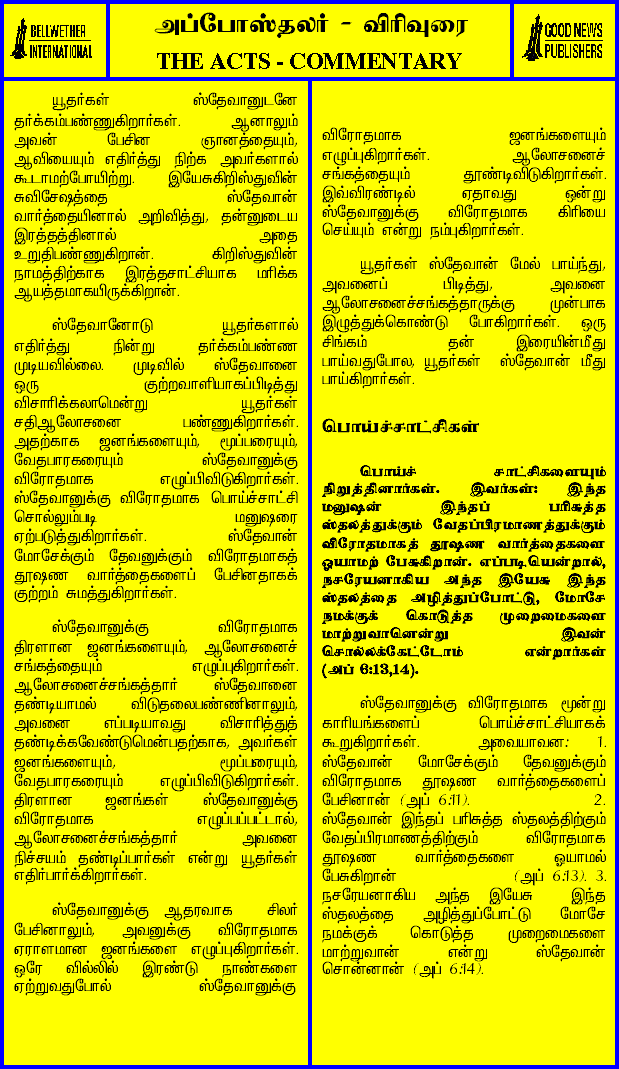 BELLWETHER
INTERNATIONAL
அப்போஸ்தலர் - விரிவுரை
THE ACTS - COMMENTARY
GOOD NEWS
PUBLISHERS
யூதர்கள் ஸ்தேவானுடனே
தர்க்கம்பண்ணுகிறார்கள். ஆனாலும்
அவன் பேசின ஞானத்தையும்,
ஆவியையும் எதிர்த்து நிற்க அவர்களால்
கூடாமற்போயிற்று. இயேசுகிறிஸ்துவின்
சுவிசேஷத்தை ஸ்தேவான்
வார்த்தையினால் அறிவித்து, தன்னுடைய
இரத்தத்தினால் அதை
உறுதிபண்ணுகிறான். கிறிஸ்துவின்
நாமத்திற்காக இரத்தசாட்சியாக மரிக்க
ஆயத்தமாகயிருக்கிறான்.
ஸ்தேவானோடு யூதர்களால்
எதிர்த்து நின்று தர்க்கம்பண்ண
முடியவில்லை. முடிவில் ஸ்தேவானை
ஒரு குற்றவாளியாகப்பிடித்து
விசாரிக்கலாமென்று யூதர்கள்
சதிஆலோசனை பண்ணுகிறார்கள்.
அதற்காக ஜனங்களையும், மூப்பரையும்,
வேதபாரகரையும் ஸ்தேவானுக்கு
விரோதமாக எழுப்பிவிடுகிறார்கள்.
ஸ்தேவானுக்கு விரோதமாக பொய்ச்சாட்சி
சொல்லும்படி மனுஷரை
ஏற்படுத்துகிறார்கள். ஸ்தேவான்
மோசேக்கும் தேவனுக்கும் விரோதமாகத்
தூஷண வார்த்தைகளைப் பேசினதாகக்
குற்றம் சுமத்துகிறார்கள்.
ஸ்தேவானுக்கு விரோதமாக
திரளான ஜனங்களையும், ஆலோசனைச்
சங்கத்தையும் எழுப்புகிறார்கள்.
ஆலோசனைச்சங்கத்தார் ஸ்தேவானை
தண்டியாமல் விடுதலைபண்ணினாலும்,
அவனை எப்படியாவது விசாரித்துத்
தண்டிக்கவேண்டுமென்பதற்காக, அவர்கள்
ஜனங்களையும், மூப்பரையும்,
வேதபாரகரையும் எழுப்பிவிடுகிறார்கள்.
திரளான ஜனங்கள் ஸ்தேவானுக்கு
விரோதமாக எழுப்பப்பட்டால்,
ஆலோசனைச்சங்கத்தார் அவனை
நிச்சயம் தண்டிப்பார்கள் என்று யூதர்கள்
எதிர்பார்க்கிறார்கள்.
ஸ்தேவானுக்கு ஆதரவாக சிலர்
பேசினாலும், அவனுக்கு விரோதமாக
ஏராளமான ஜனங்களை எழுப்புகிறார்கள்.
ஒரே வில்லில் இரண்டு நாண்களை
ஏற்றுவதுபோல் ஸ்தேவானுக்கு
விரோதமாக ஜனங்களையும்
எழுப்புகிறார்கள். ஆலோசனைச்
சங்கத்தையும் தூண்டிவிடுகிறார்கள்.
இவ்விரண்டில் ஏதாவது ஒன்று
ஸ்தேவானுக்கு விரோதமாக கிரியை
செய்யும் என்று நம்புகிறார்கள்.
யூதர்கள் ஸ்தேவான் மேல் பாய்ந்து,
அவனைப் பிடித்து, அவனை
ஆலோசனைச்சங்கத்தாருக்கு முன்பாக
இழுத்துக்கொண்டு போகிறார்கள். ஒரு
சிங்கம் தன் இரையின்மீது
பாய்வதுபோல, யூதர்கள் ஸ்தேவான் மீது
பாய்கிறார்கள்.
பொய்ச்சாட்சிகள்
பொய்ச் சாட்சிகளையும்
நிறுத்தினார்கள். இவர்கள்: இந்த
மனுஷன் இந்தப் பரிசுத்த
ஸ்தலத்துக்கும் வேதப்பிரமாணத்துக்கும்
விரோதமாகத் தூஷண வார்த்தைகளை
ஓயாமற் பேசுகிறான். எப்படியென்றால்,
நசரேயனாகிய அந்த இயேசு இந்த
ஸ்தலத்தை அழித்துப்போட்டு, மோசே
நமக்குக் கொடுத்த முறைமைகளை
மாற்றுவானென்று இவன்
சொல்லக்கேட்டோம் என்றார்கள்
(அப் 6:13,14).
ஸ்தேவானுக்கு விரோதமாக மூன்று
காரியங்களைப் பொய்ச்சாட்சியாகக்
கூறுகிறார்கள். அவையாவன: 1.
ஸ்தேவான் மோசேக்கும் தேவனுக்கும்
விரோதமாக தூஷண வார்த்தைகளைப்
பேசினான் (அப் 6:11). 2.
ஸ்தேவான் இந்தப் பரிசுத்த ஸ்தலத்திற்கும்
வேதப்பிரமாணத்திற்கும் விரோதமாக
தூஷண வார்த்தைகளை ஓயாமல்
பேசுகிறான் (அப் 6:13). 3.
நசரேயனாகிய அந்த இயேசு இந்த
ஸ்தலத்தை அழித்துப்போட்டு மோசே
நமக்குக் கொடுத்த முறைமைகளை
மாற்றுவான் என்று ஸ்தேவான்
சொன்னான் (அப் 6:14).